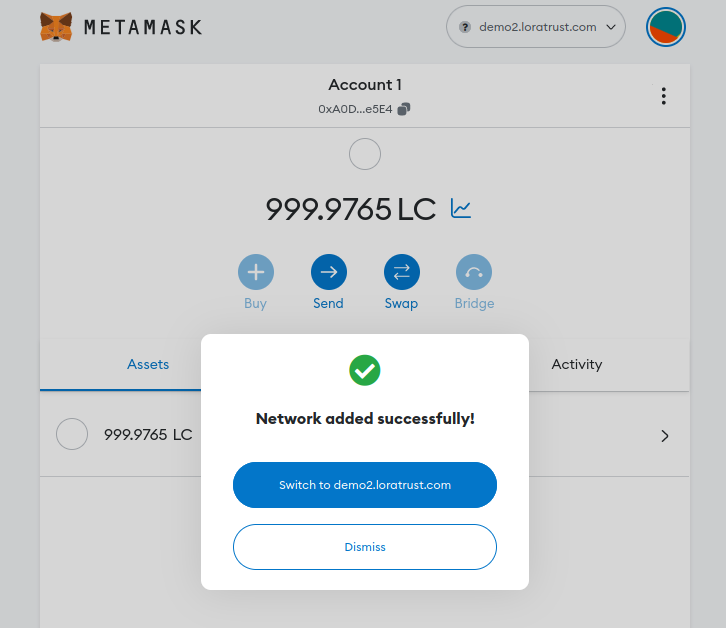 METAMASK
? demo2.loratrust.com
Account 1
0xA0D...e5E4
999.9765 LC
Buy Send Swap Bridge
Assets Activity
999.9765 LC
Network added successfully!
Switch to demo2.loratrust.com
Dismiss